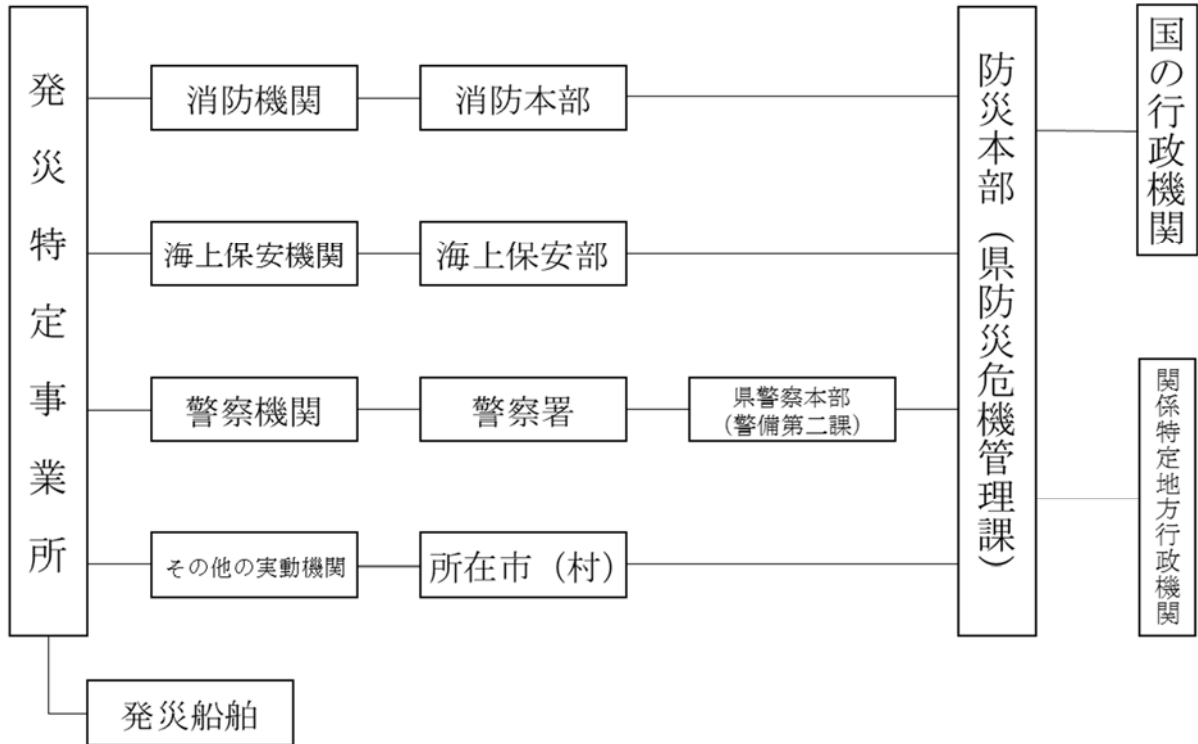 発災特定事業所
消防機関
消防本部
海上保安機関
海上保安部
警察機関
警察署
県警察本部
（警備第二課）
その他の実動機関
所在市（村）
防災本部（県防災危機管理課）
国の行政機関
関係特定地方行政機関
発災船舶